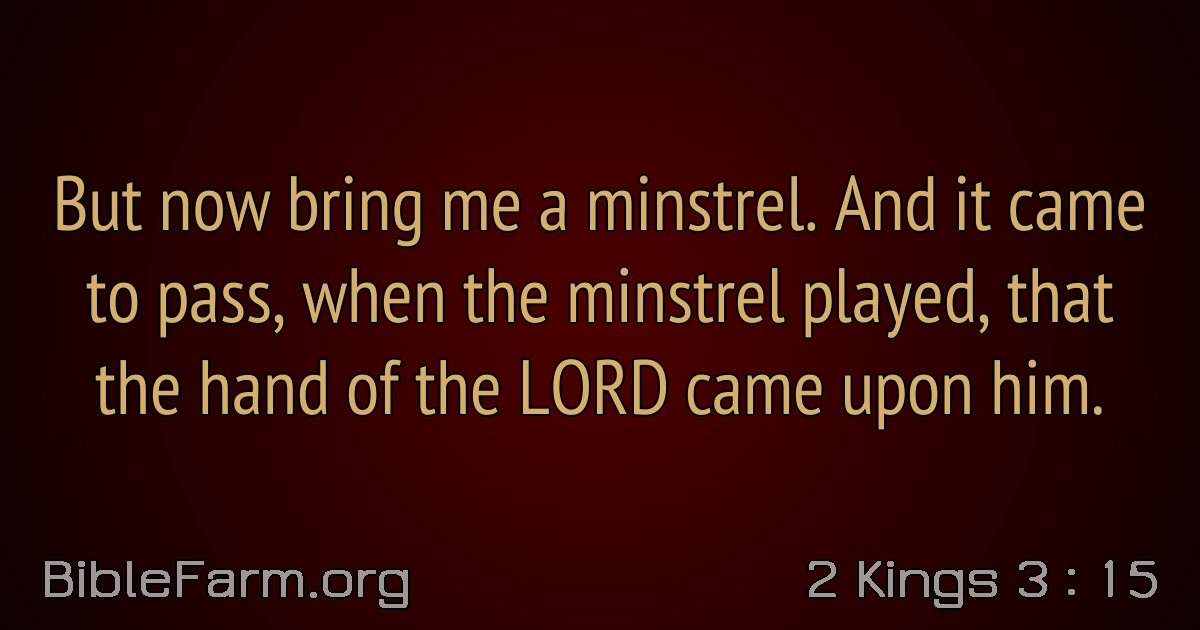 But now bring me a minstrel. And it came
to pass, when the minstrel played, that
the hand of the LORD came upon him.
BibleFarm.org
2 Kings 3 : 15